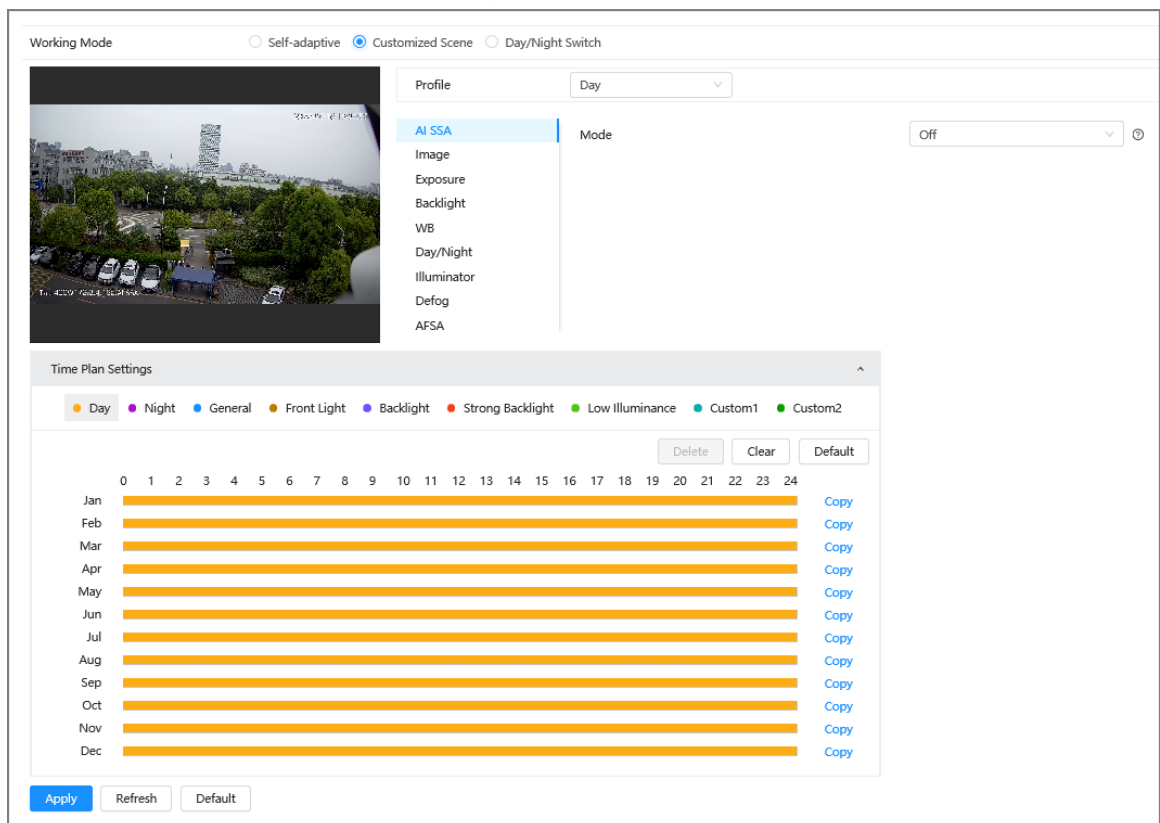 Working Mode Self-adaptive Customized Scene Day/Night Switch
Profile Day
AI SSA Mode Off
Image
Exposure
Backlight
WB
Day/Night
Illuminator
Defog
AFSA
Time Plan Settings
Day Night General Front Light Backlight Strong Backlight Low Illuminance Custom1 Custom2
Delete Clear Default
0 1 2 3 4 5 6 7 8 9 10 11 12 13 14 15 16 17 18 19 20 21 22 23 24
Jan Copy
Feb Copy
Mar Copy
Apr Copy
May Copy
Jun Copy
Jul Copy
Aug Copy
Sep Copy
Oct Copy
Nov Copy
Dec Copy
Apply Refresh Default